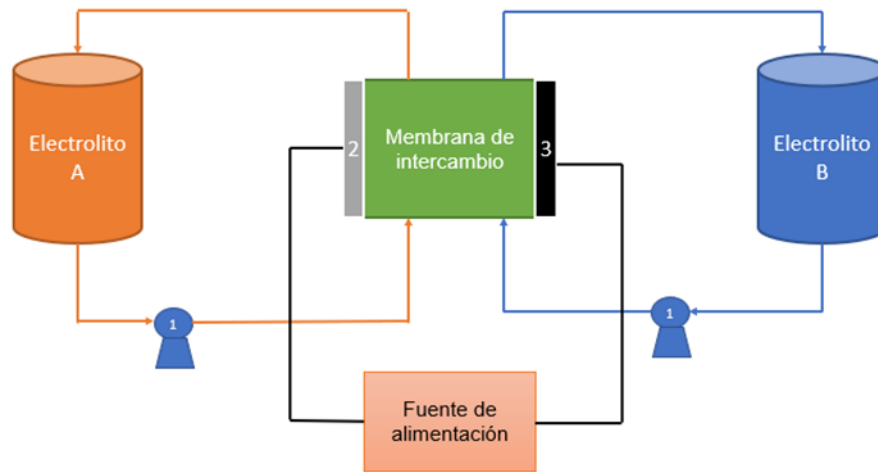 Electrolito
A
2
Membrana de
intercambio
3
Electrolito
B
1
1
Fuente de
alimentación